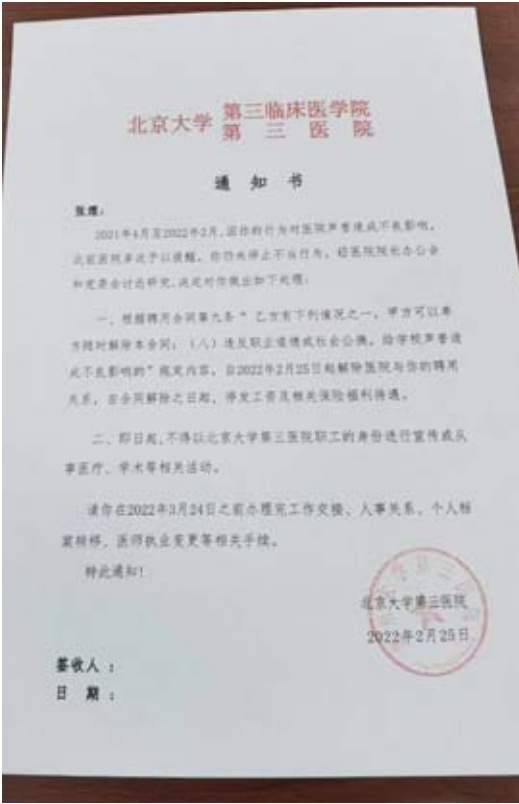 北京大学 第三临床医学院
第三医院
通知书
张煜：
2021年4月至2022年2月，因你的行为对医院声誉造成不良影响，
此前医院多次予以提醒，你仍未停止不当行为，经医院院长办公会
和党委会讨论研究，决定对你做出如下处理：
一、根据聘用合同第九条“乙方有下列情况之一，甲方可以单
方随时解除本合同：（八）违反职业道德或社会公德，给学校声誉造
成不良影响的”规定内容，自2022年2月25日起解除医院与你的聘用
关系，在合同解除之日起，停发工资及相关保险福利待遇。
二、即日起，不得以北京大学第三医院职工的身份进行宣传或从
事医疗、学术等相关活动。
请你在2022年3月24日之前办理完工作交接、人事关系、个人档
案转移、医师执业变更等相关手续。
特此通知！
北京大学第三医院
2022年2月25日
签收人：
日 期：